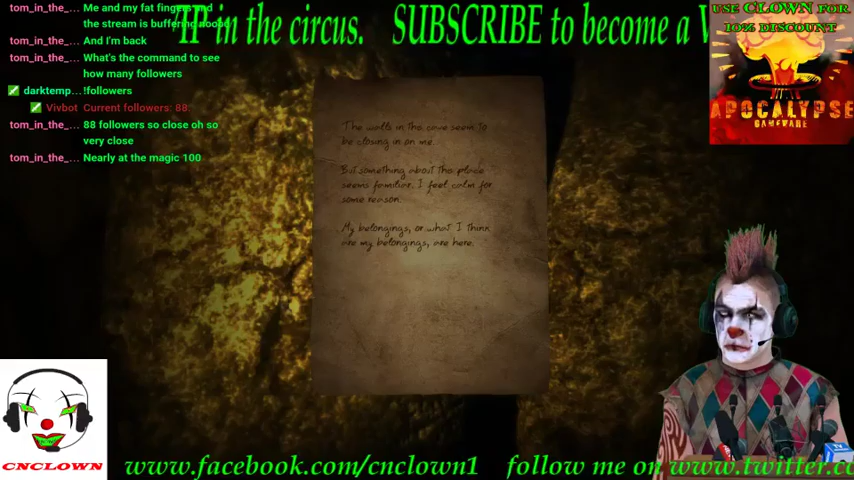 tom_in_the_... Me and my fat fingers and
the stream is buffering noooo
tom_in_the_... And I'm back
tom_in_the_... What's the command to see
how many followers
darktemp... !followers
Vivbot Current followers: 88.
tom_in_the_... 88 followers so close oh so
very close
tom_in_the_... Nearly at the magic 100
in the circus. SUBSCRIBE to become a V
USE CLOWN FOR
10% DISCOUNT
APOCALYPSE
GAMEWARE
The walls in this cave seem to
be closing in on me.
But something about this place
seems familiar. I feel calm for
some reason.
My belongings, or what I think
are my belongings, are here.
CNCLOWN
www.facebook.com/cnclown1 follow me on www.twitter.co